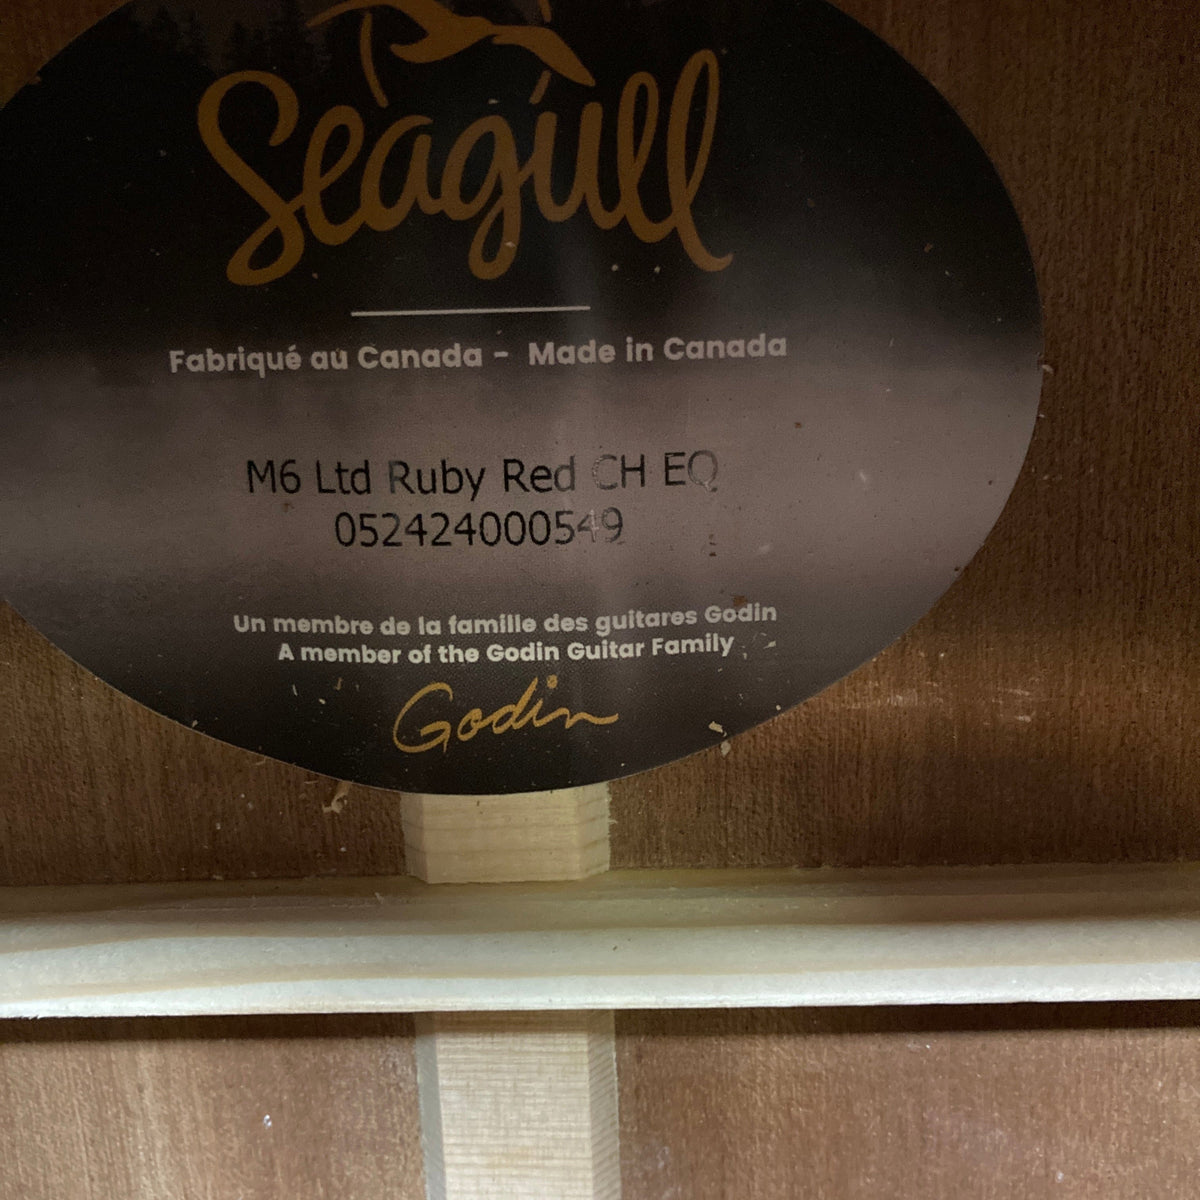 Seagull
Fabriqué au Canada - Made in Canada
M6 Ltd Ruby Red CH EQ
052424000549
Un membre de la famille des guitares Godin
A member of the Godin Guitar Family
Godin